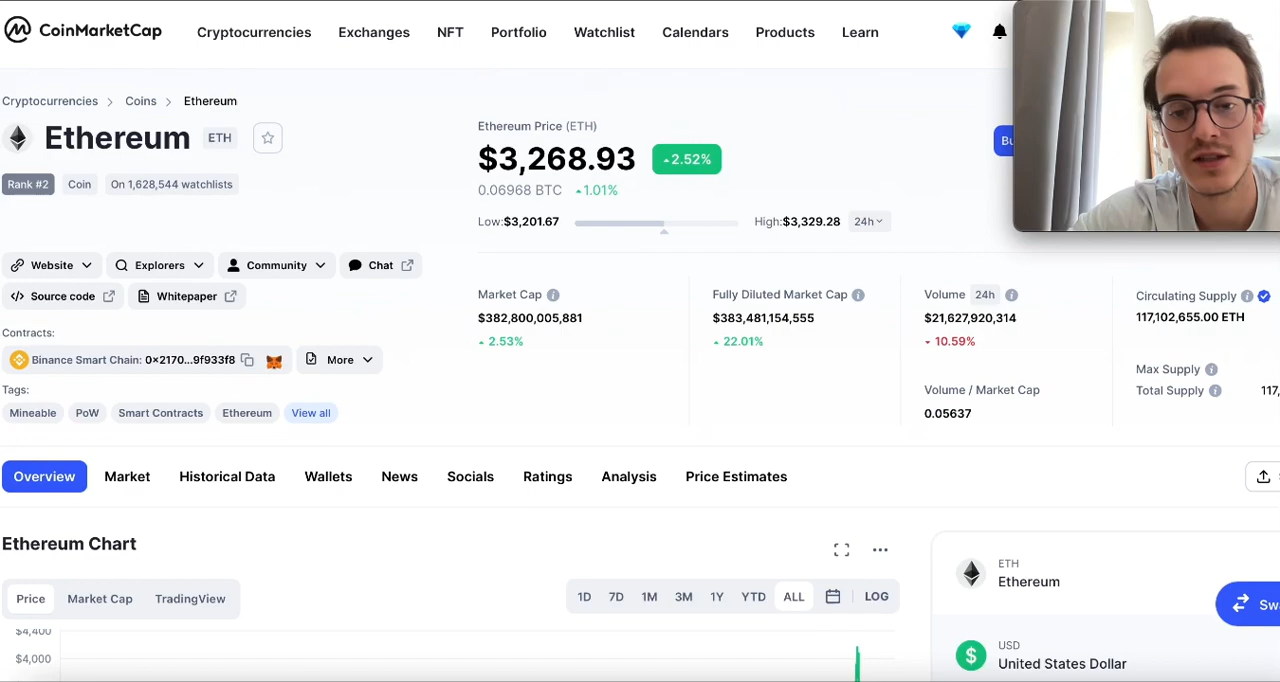 CoinMarketCap
Cryptocurrencies Exchanges NFT Portfolio Watchlist Calendars Products Learn
Cryptocurrencies > Coins > Ethereum
Ethereum ETH
Rank #2 Coin On 1,628,544 watchlists
Ethereum Price (ETH)
$3,268.93 2.52%
0.06968 BTC 1.01%
Low:$3,201.67 High:$3,329.28 24h
Website Explorers Community Chat
Source code Whitepaper
Contracts:
Binance Smart Chain: 0x2170...9f933f8 More
Tags:
Mineable PoW Smart Contracts Ethereum View all
Market Cap
$382,800,005,881
2.53%
Fully Diluted Market Cap
$383,481,154,555
22.01%
Volume 24h
$21,627,920,314
10.59%
Volume / Market Cap
0.05637
Circulating Supply
117,102,655.00 ETH
Max Supply
Total Supply 117,
Overview Market Historical Data Wallets News Socials Ratings Analysis Price Estimates
Ethereum Chart
Price Market Cap TradingView
1D 7D 1M 3M 1Y YTD ALL LOG
$4,400
$4,000
ETH
Ethereum
USD
United States Dollar